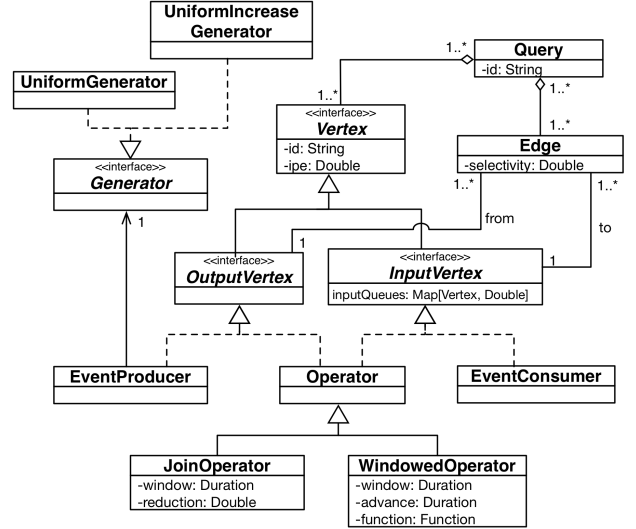 UniformIncrease
Generator
UniformGenerator
<<interface>>
Generator
1
Query
-id: String
1..*
1..*
<<interface>>
Vertex
-id: String
-ipe: Double
1..*
1..*
Edge
-selectivity: Double
1..*
1..*
from
to
1
1
<<interface>>
OutputVertex
<<interface>>
InputVertex
inputQueues: Map[Vertex, Double]
EventProducer
Operator
EventConsumer
JoinOperator
-window: Duration
-reduction: Double
WindowedOperator
-window: Duration
-advance: Duration
-function: Function